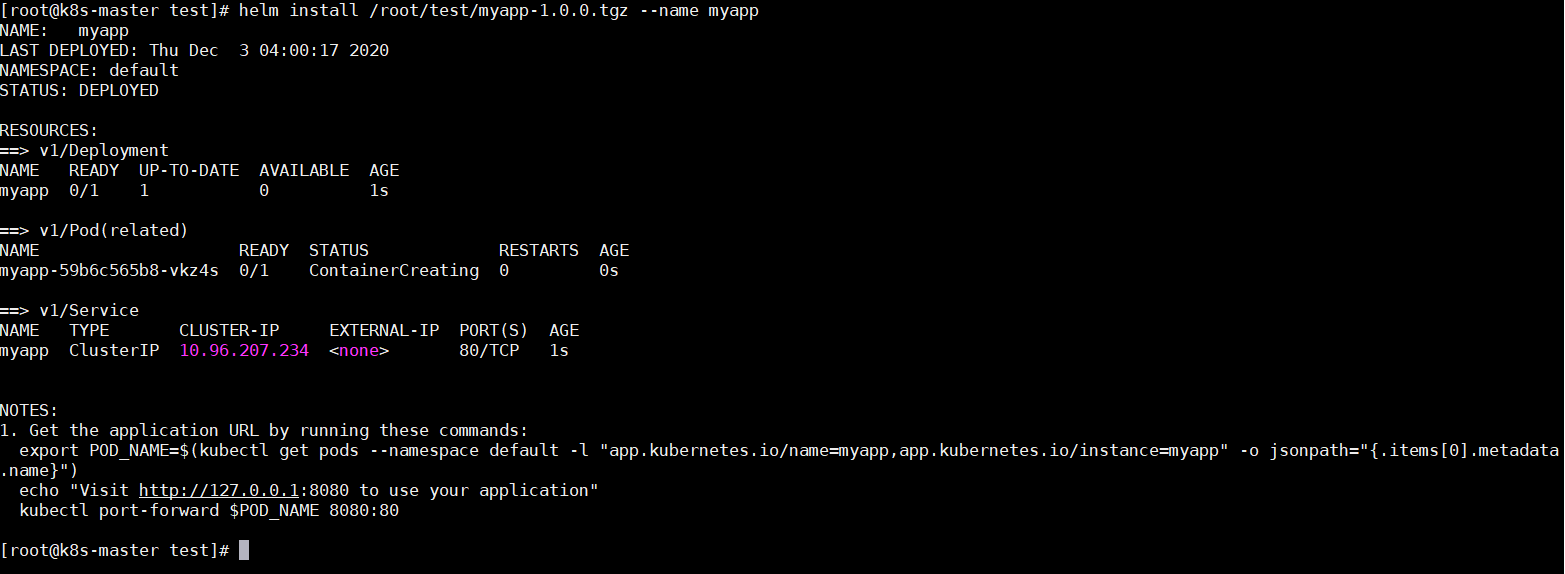 [root@k8s-master test]# helm install /root/test/myapp-1.0.0.tgz --name myapp
NAME:   myapp
LAST DEPLOYED: Thu Dec  3 04:00:17 2020
NAMESPACE: default
STATUS: DEPLOYED

RESOURCES:
==> v1/Deployment
NAME   READY  UP-TO-DATE  AVAILABLE  AGE
myapp  0/1    1           0          1s

==> v1/Pod(related)
NAME                    READY  STATUS             RESTARTS  AGE
myapp-59b6c565b8-vkz4s  0/1    ContainerCreating  0         0s

==> v1/Service
NAME   TYPE       CLUSTER-IP     EXTERNAL-IP  PORT(S)  AGE
myapp  ClusterIP  10.96.207.234  <none>       80/TCP   1s


NOTES:
1. Get the application URL by running these commands:
  export POD_NAME=$(kubectl get pods --namespace default -l "app.kubernetes.io/name=myapp,app.kubernetes.io/instance=myapp" -o jsonpath="{.items[0].metadata
.name}")
  echo "Visit http://127.0.0.1:8080 to use your application"
  kubectl port-forward $POD_NAME 8080:80

[root@k8s-master test]#